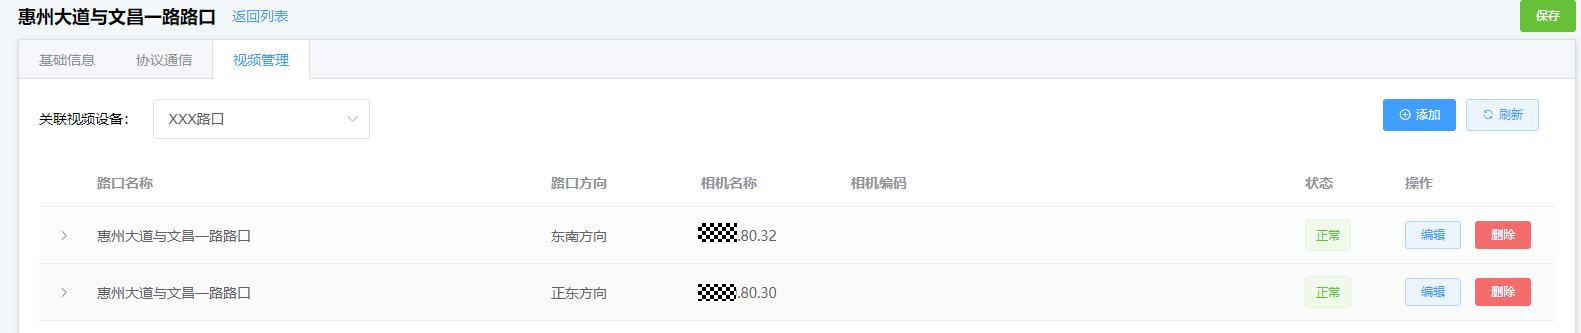 惠州大道与文昌一路路口 返回列表 保存
基础信息 协议通信 视频管理
关联视频设备： XXX路口 添加 刷新
路口名称 路口方向 相机名称 相机编码 状态 操作
惠州大道与文昌一路路口 东南方向 .80.32 正常 编辑 删除
惠州大道与文昌一路路口 正东方向 .80.30 正常 编辑 删除